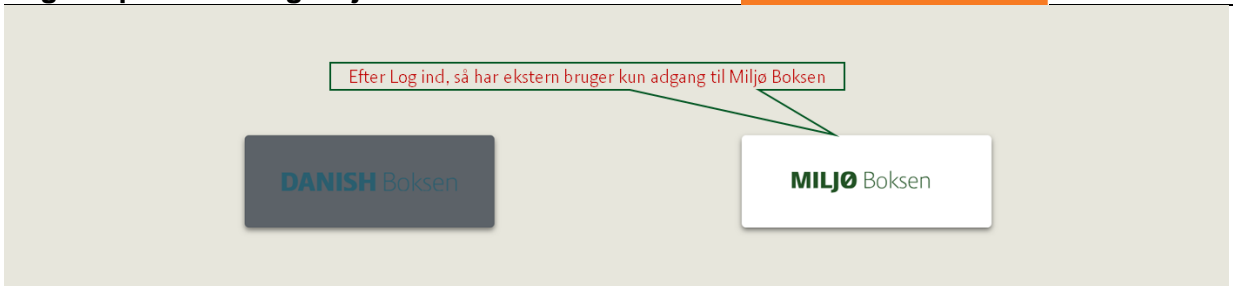 Efter Log ind, så har ekstern bruger kun adgang til Miljø Boksen
DANISH Boksen
MILJØ Boksen